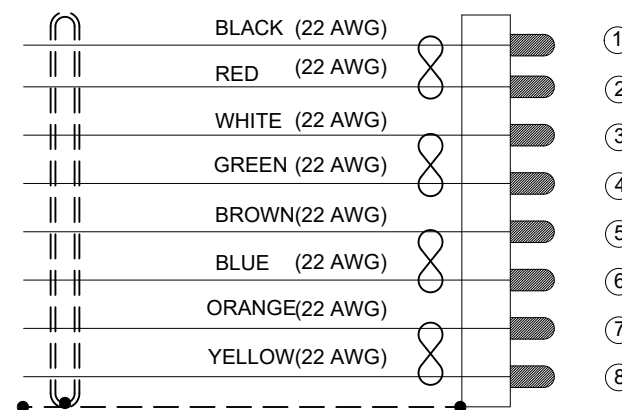 BLACK (22 AWG) 1
RED (22 AWG) 2
WHITE (22 AWG) 3
GREEN (22 AWG) 4
BROWN(22 AWG) 5
BLUE (22 AWG) 6
ORANGE(22 AWG) 7
YELLOW(22 AWG) 8